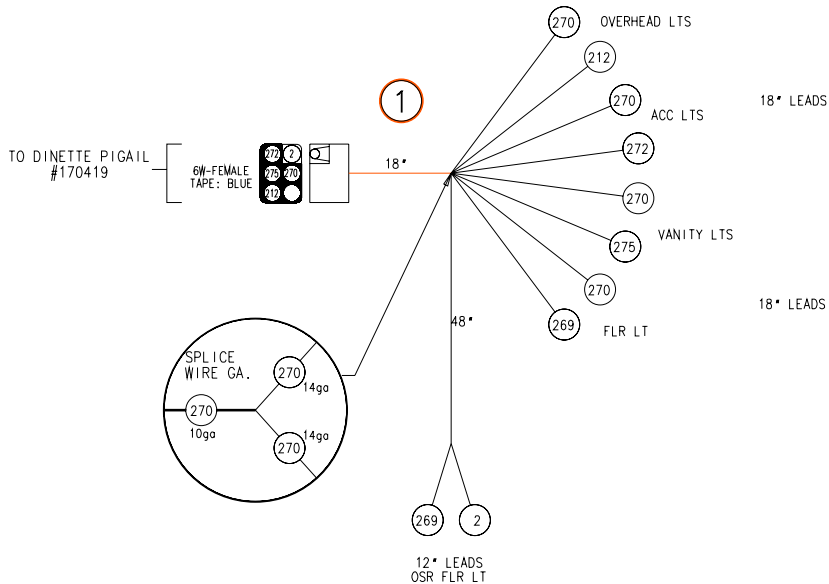 270 OVERHEAD LTS
212
1
270 ACC LTS
18" LEADS
TO DINETTE PIGAIL
#170419
6W-FEMALE
TAPE: BLUE
272 2
275 270
212
18"
272
270
275 VANITY LTS
270
18" LEADS
269 FLR LT
48"
SPLICE
WIRE GA.
270
14ga
270
10ga
14ga
270
269 2
12" LEADS
OSR FLR LT